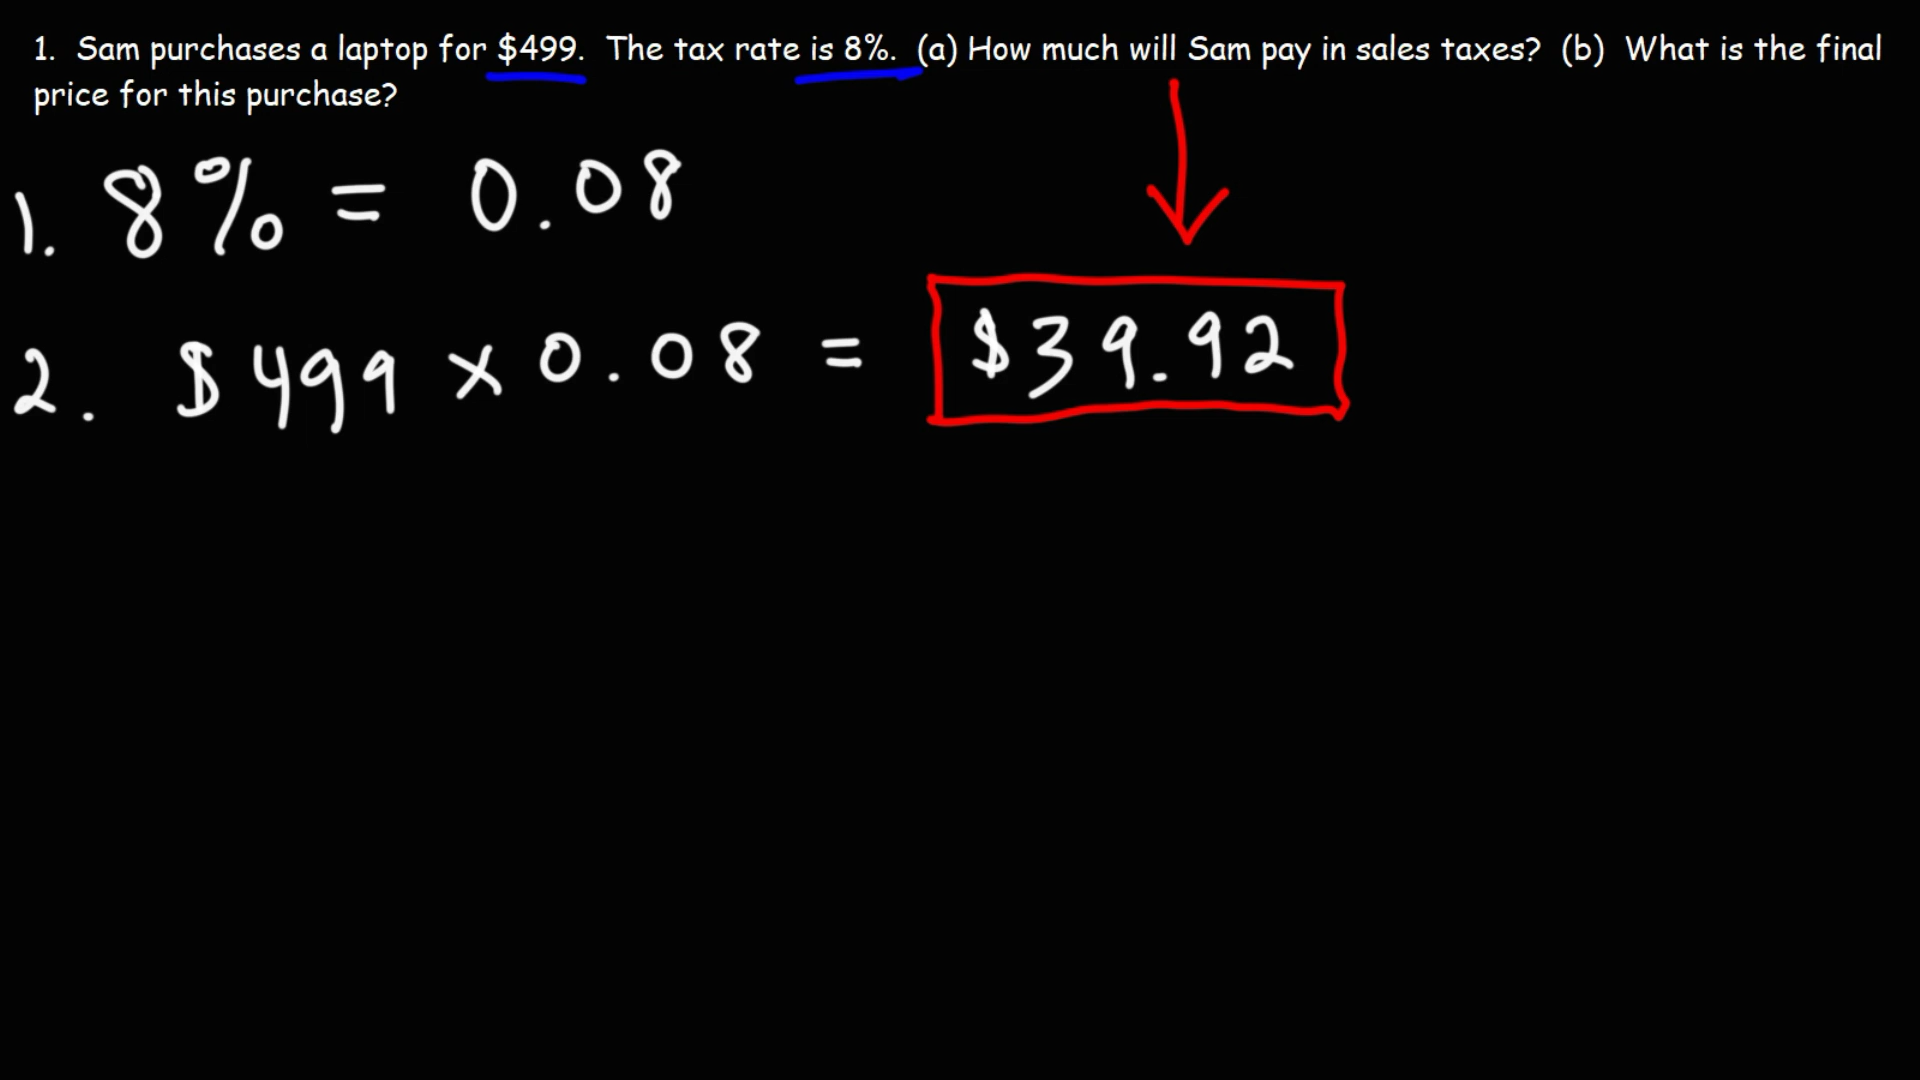 1. Sam purchases a laptop for $499. The tax rate is 8%. (a) How much will Sam pay in sales taxes? (b) What is the final
price for this purchase?
1. 8% = 0.08
2. $499 x 0.08 = $39.92